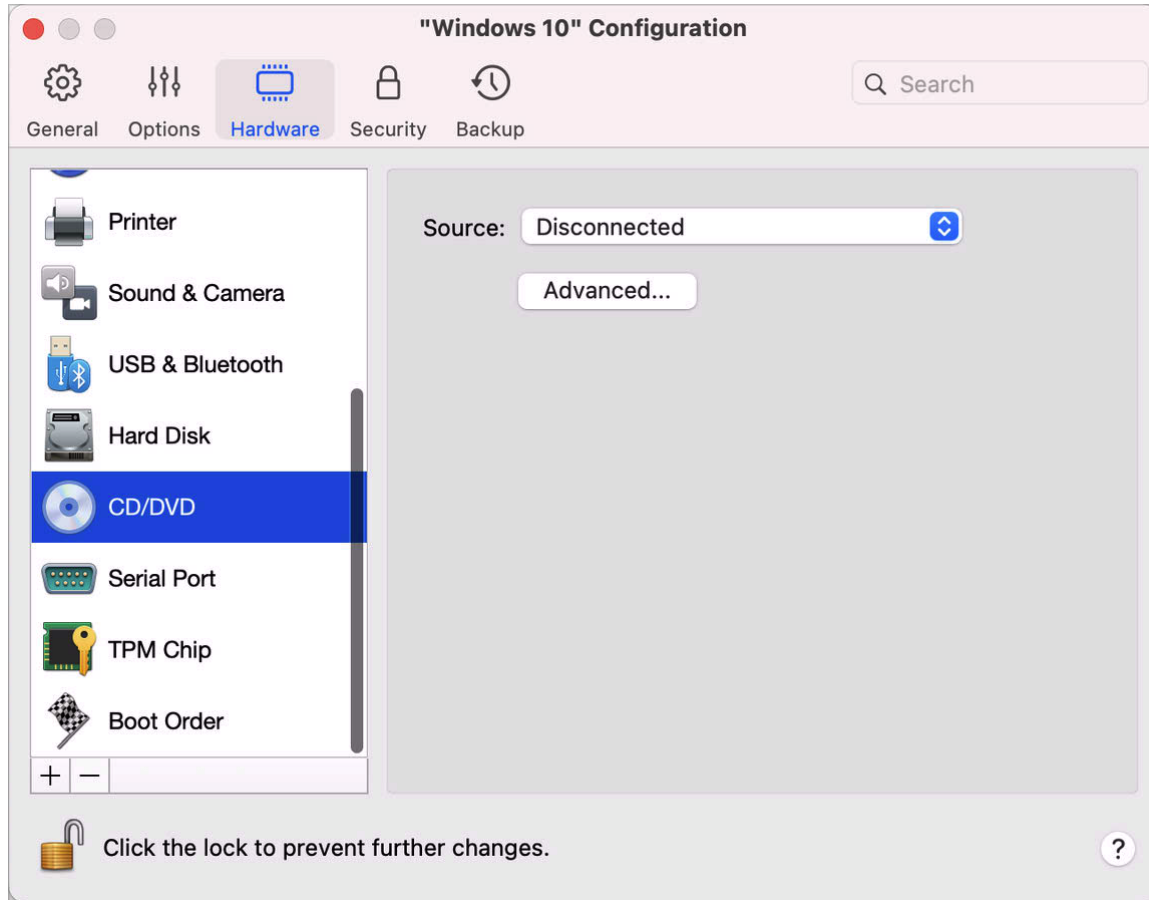 "Windows 10" Configuration
General Options Hardware Security Backup
Search
Printer
Sound & Camera
USB & Bluetooth
Hard Disk
CD/DVD
Serial Port
TPM Chip
Boot Order
Source: Disconnected
Advanced...
+ −
Click the lock to prevent further changes.
?